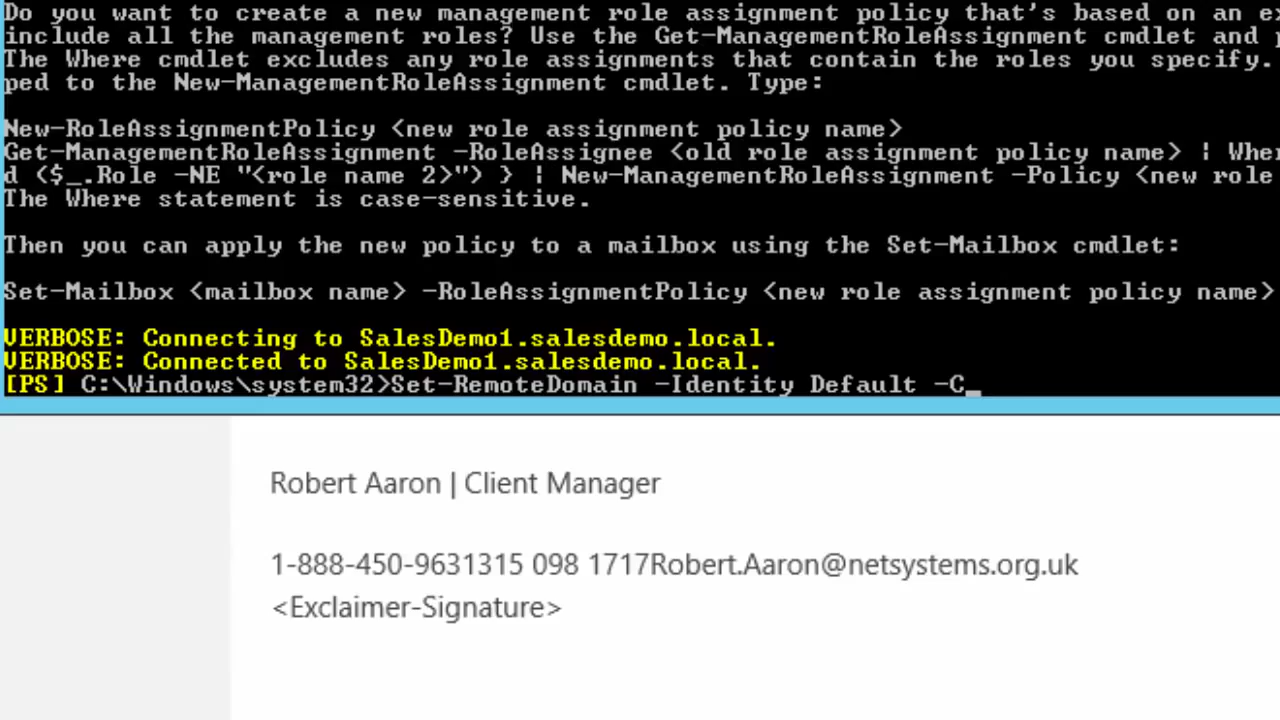 Do you want to create a new management role assignment policy that's based on an
include all the management roles? Use the Get-ManagementRoleAssignment cmdlet and
The Where cmdlet excludes any role assignments that contain the roles you specify.
ped to the New-ManagementRoleAssignment cmdlet. Type:
New-RoleAssignmentPolicy <new role assignment policy name>
Get-ManagementRoleAssignment -RoleAssignee <old role assignment policy name> |
d ($_.Role -NE "<role name 2>") } | New-ManagementRoleAssignment -Policy <new role
The Where statement is case-sensitive.
Then you can apply the new policy to a mailbox using the Set-Mailbox cmdlet:
Set-Mailbox <mailbox name> -RoleAssignmentPolicy <new role assignment policy name>
VERBOSE: Connecting to SalesDemo1.salesdemo.local.
VERBOSE: Connected to SalesDemo1.salesdemo.local.
[PS] C:\Windows\system32>Set-RemoteDomain -Identity Default -C_
Robert Aaron | Client Manager
1-888-450-9631315 098 1717Robert.Aaron@netsystems.org.uk
<Exclaimer-Signature>